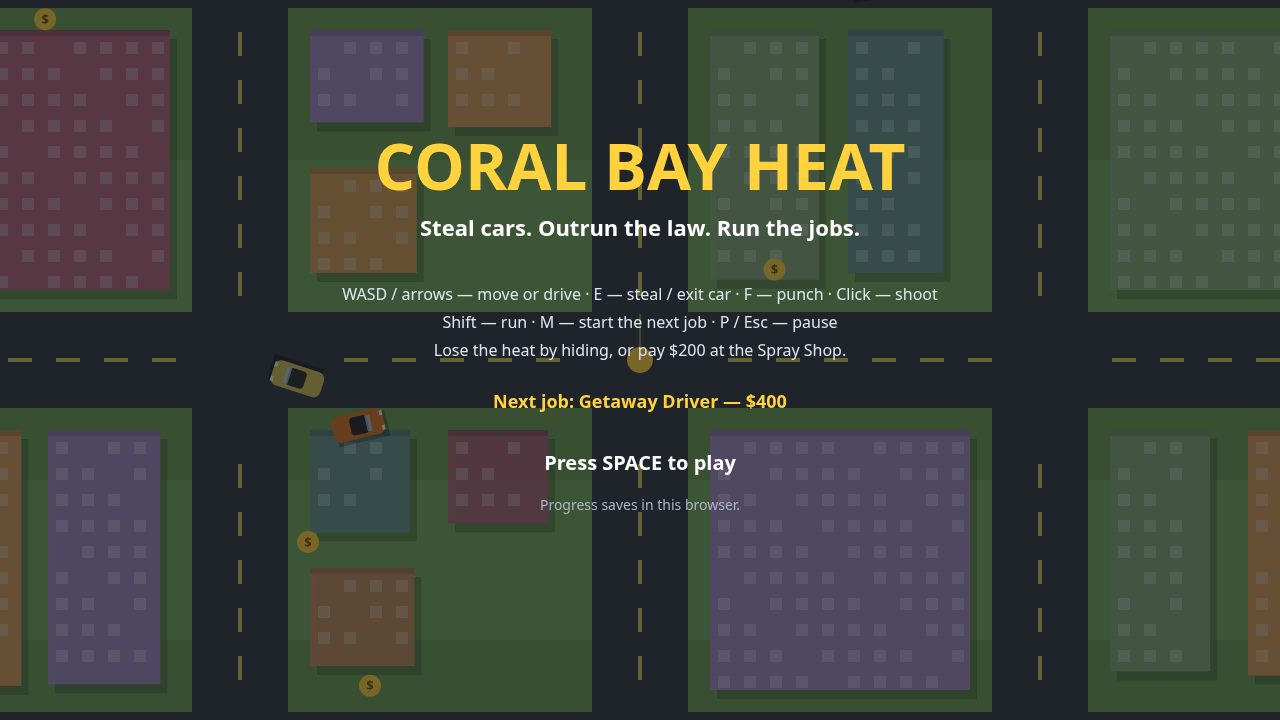 $
CORAL BAY HEAT
Steal cars. Outrun the law. Run the jobs.
$
WASD / arrows — move or drive · E — steal / exit car · F — punch · Click — shoot
Shift — run · M — start the next job · P / Esc — pause
Lose the heat by hiding, or pay $200 at the Spray Shop.
Next job: Getaway Driver — $400
Press SPACE to play
Progress saves in this browser.
$
$